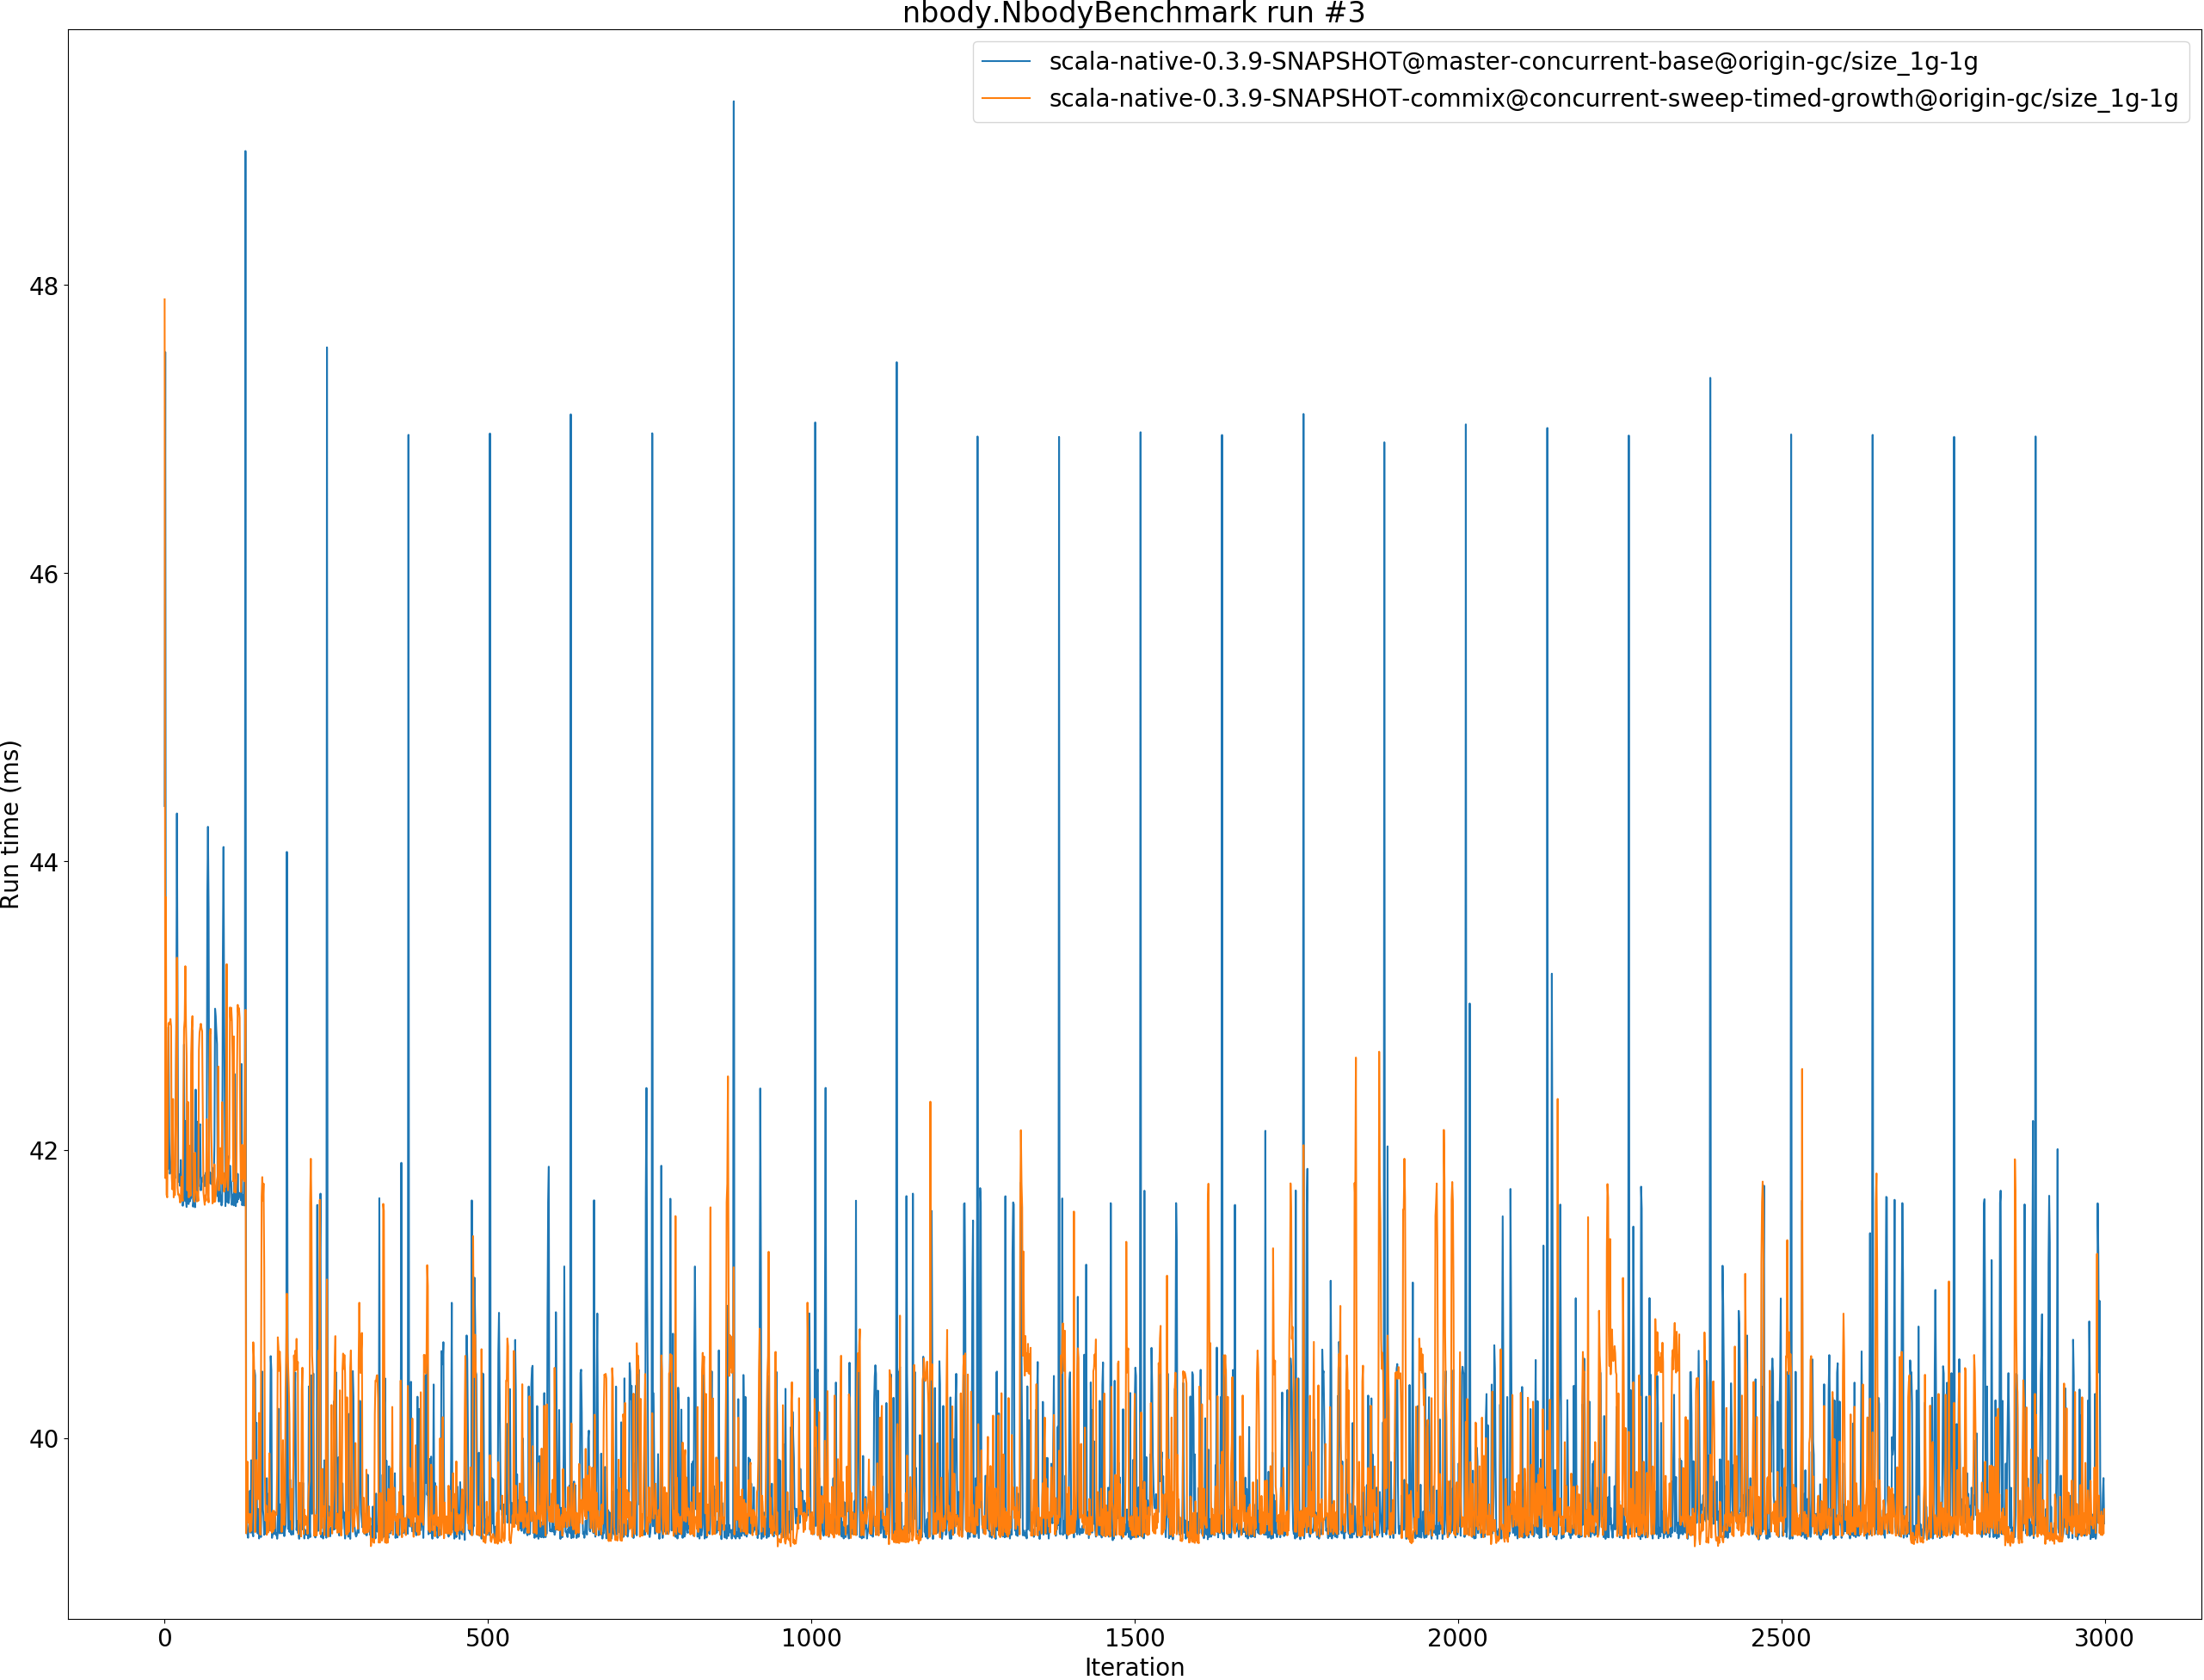 nbody.NbodyBenchmark run #3
scala-native-0.3.9-SNAPSHOT@master-concurrent-base@origin-gc/size_1g-1g
scala-native-0.3.9-SNAPSHOT-commix@concurrent-sweep-timed-growth@origin-gc/size_1g-1g
48
46
44
42
40
Run time (ms)
0 500 1000 1500 2000 2500 3000
Iteration